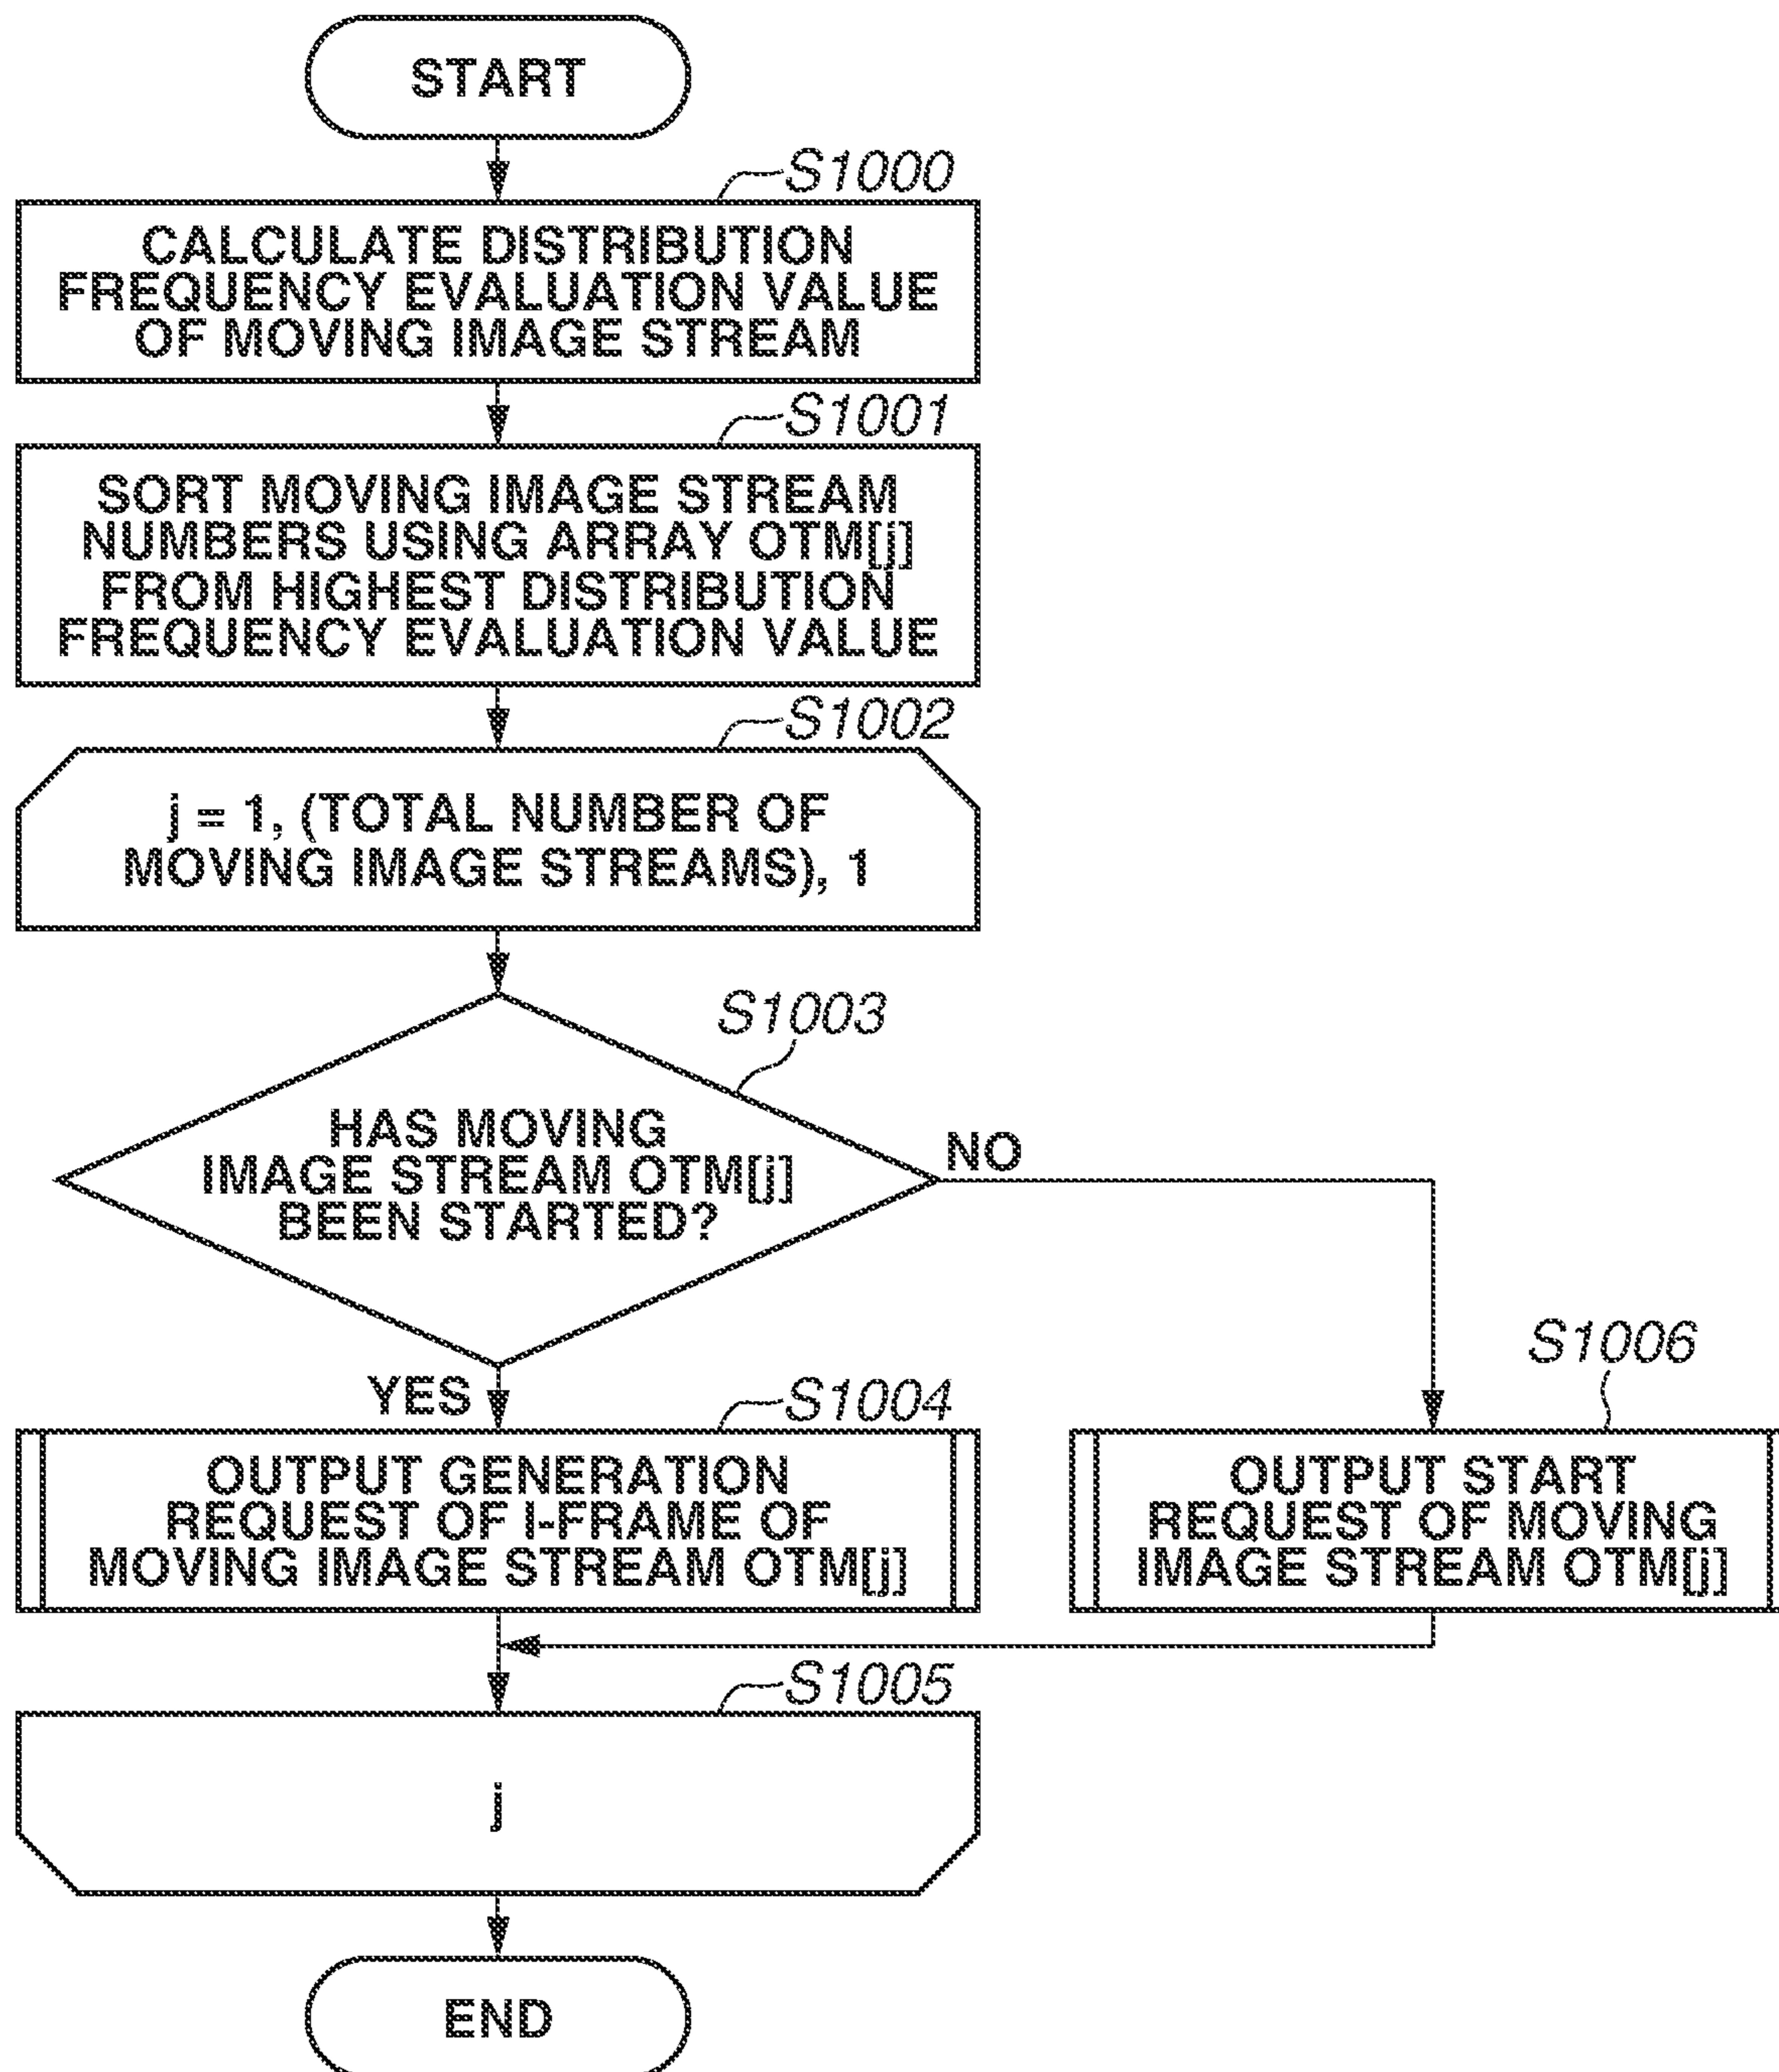 START
S1000
CALCULATE DISTRIBUTION
FREQUENCY EVALUATION VALUE
OF MOVING IMAGE STREAM
S1001
SORT MOVING IMAGE STREAM
NUMBERS USING ARRAY OTM[j]
FROM HIGHEST DISTRIBUTION
FREQUENCY EVALUATION VALUE
S1002
j = 1, (TOTAL NUMBER OF
MOVING IMAGE STREAMS), 1
S1003
HAS MOVING
IMAGE STREAM OTM[j]
BEEN STARTED?
NO
YES
S1004
OUTPUT GENERATION
REQUEST OF I-FRAME OF
MOVING IMAGE STREAM OTM[j]
S1006
OUTPUT START
REQUEST OF MOVING
IMAGE STREAM OTM[j]
S1005
j
END